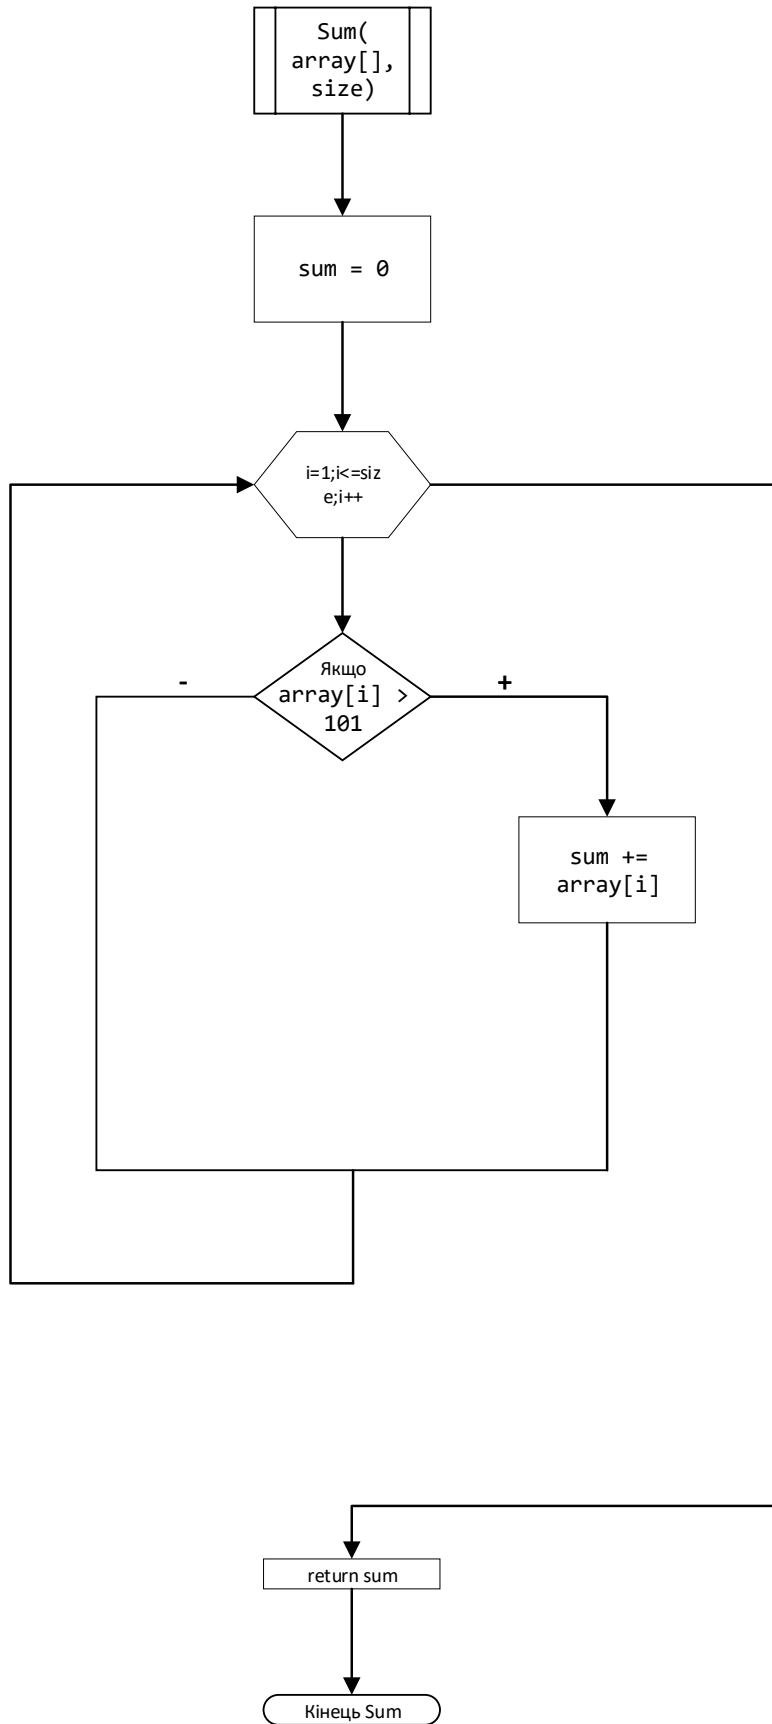 Sum(
array[],
size)
sum = 0
i=1;i<=siz
e;i++
Якщо
array[i] >
101
-
+
sum +=
array[i]
return sum
Кінець Sum